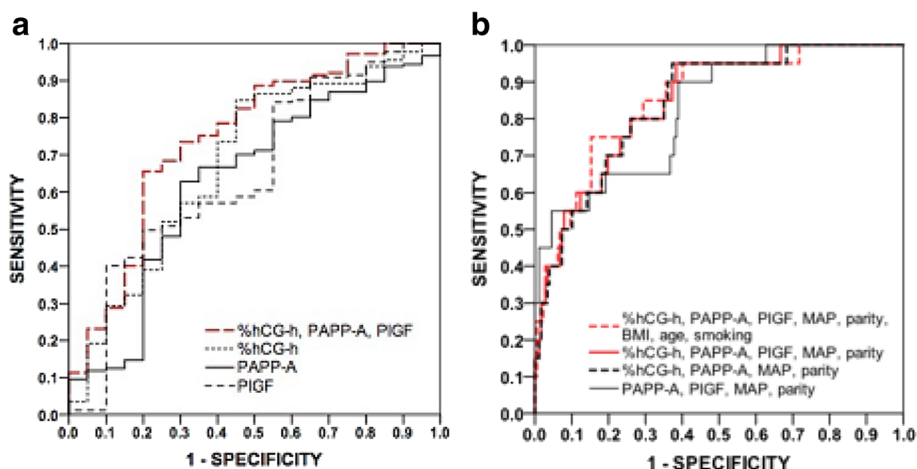 a
1.0
0.9
0.8
0.7
0.6
0.5
0.4
0.3
0.2
0.1
0.0
SENSITIVITY
%hCG-h, PAPP-A, PlGF
%hCG-h
PAPP-A
PlGF
0.0 0.1 0.2 0.3 0.4 0.5 0.6 0.7 0.8 0.9 1.0
1 - SPECIFICITY
b
1.0
0.9
0.8
0.7
0.6
0.5
0.4
0.3
0.2
0.1
0.0
SENSITIVITY
%hCG-h, PAPP-A, PlGF, MAP, parity,
BMI, age, smoking
%hCG-h, PAPP-A, PlGF, MAP, parity
%hCG-h, PAPP-A, MAP, parity
PAPP-A, PlGF, MAP, parity
0.0 0.1 0.2 0.3 0.4 0.5 0.6 0.7 0.8 0.9 1.0
1 - SPECIFICITY